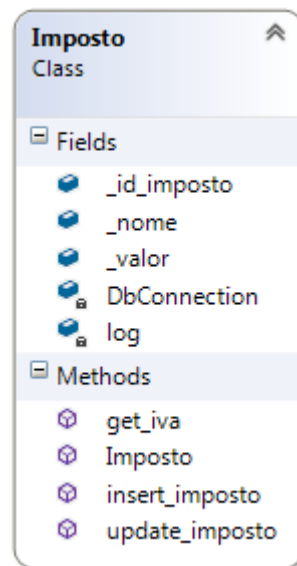 Imposto
Class
Fields
_id_imposto
_nome
_valor
DbConnection
log
Methods
get_iva
Imposto
insert_imposto
update_imposto